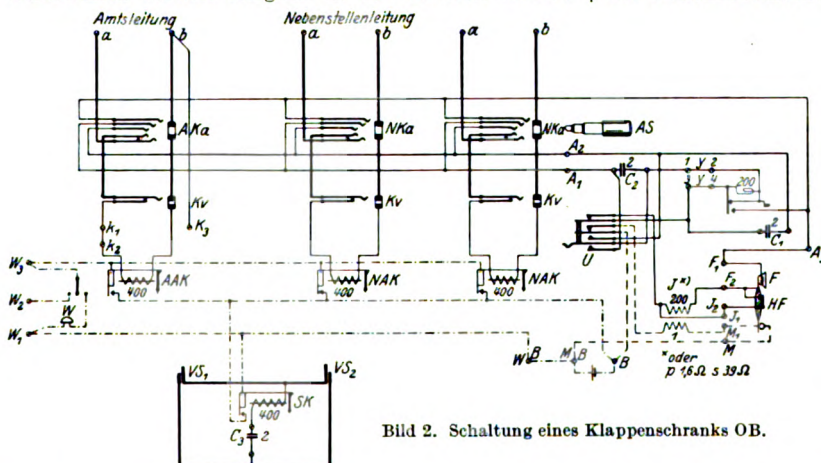 Amtsleitung Nebenstellenleitung
a b a b a b
AKa NKa NKa AS
A2
A1 2 C2 1 y 2
y 4 200
Kv Kv Kv
k1 K3 2 C1
k2 U
W3 AAK NAK NAK F1 F
400 400 400 J*) F2
W2 200 J2 HF
W J1
W1 1 M1
W B M B B M
*oder
p 1,6Ω s 39Ω
VS1 VS2
SK
400
C3 2
Bild 2. Schaltung eines Klappenschranks OB.